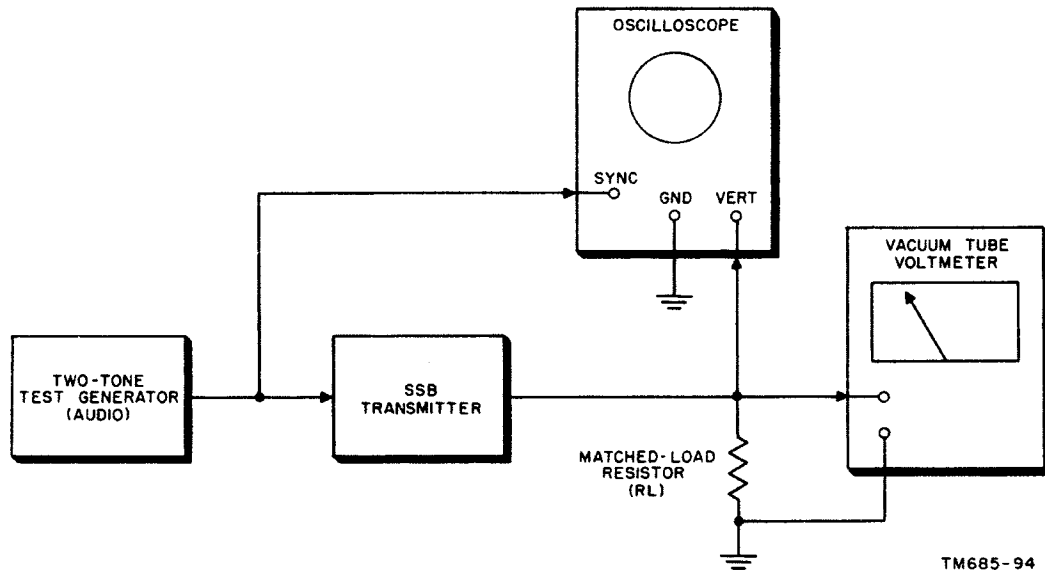 OSCILLOSCOPE
SYNC
GND
VERT
VACUUM TUBE
VOLTMETER
TWO-TONE
TEST GENERATOR
(AUDIO)
SSB
TRANSMITTER
MATCHED-LOAD
RESISTOR
(RL)
TM685-94